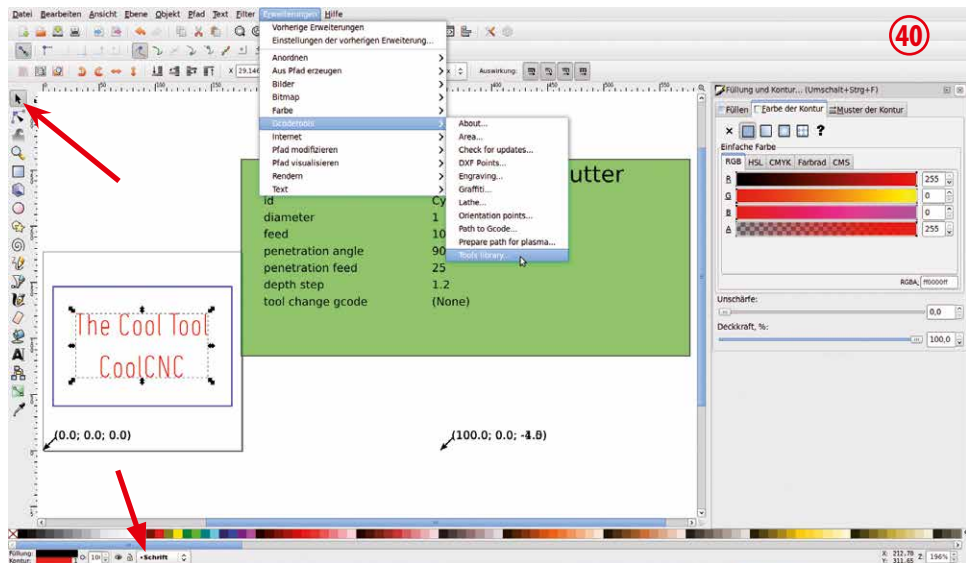 Datei Bearbeiten Ansicht Ebene Objekt Pfad Text Filter Erweiterungen Hilfe
40
Vorherige Erweiterungen
Einstellungen der vorherigen Erweiterung...
Anordnen
Aus Pfad erzeugen
Bilder
Bitmap
Farbe
Gcodetools
Internet
Pfad modifizieren
Pfad visualisieren
Rendern
Text
About...
Area...
Check for updates...
DXF Points...
Engraving...
Graffiti...
Lathe...
Orientation points...
Path to Gcode...
Prepare path for plasma...
Tools library...
Auswirkung:
Füllung und Kontur... (Umschalt+Strg+F)
Füllen Farbe der Kontur Muster der Kontur
Einfache Farbe
RGB HSL CMYK Farbrad CMS
R 255
G 0
B 0
A 255
RGBA:
Unschärfe:
0,0
Deckkraft, %:
100,0
utter
id Cy
diameter 1
feed 10
penetration angle 90
penetration feed 25
depth step 1.2
tool change gcode (None)
The Cool Tool
CoolCNC
(0.0; 0.0; 0.0)
Füllung:
Kontur:
O:
•Schrift
X: 212,78
Y: 311,65
Z: 196%